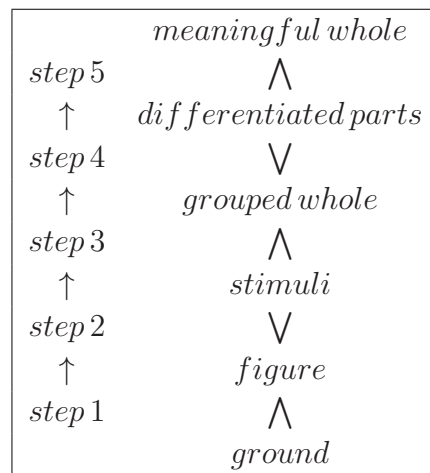 meaningful whole
step 5 ⋀
↑ differentiated parts
step 4 ⋁
↑ grouped whole
step 3 ⋀
↑ stimuli
step 2 ⋁
↑ figure
step 1 ⋀
ground